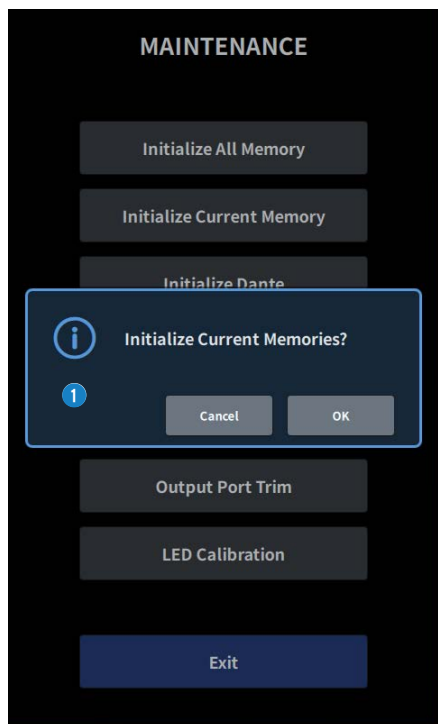 MAINTENANCE
Initialize All Memory
Initialize Current Memory
Initialize Dante
Initialize Current Memories?
1
Cancel OK
Output Port Trim
LED Calibration
Exit